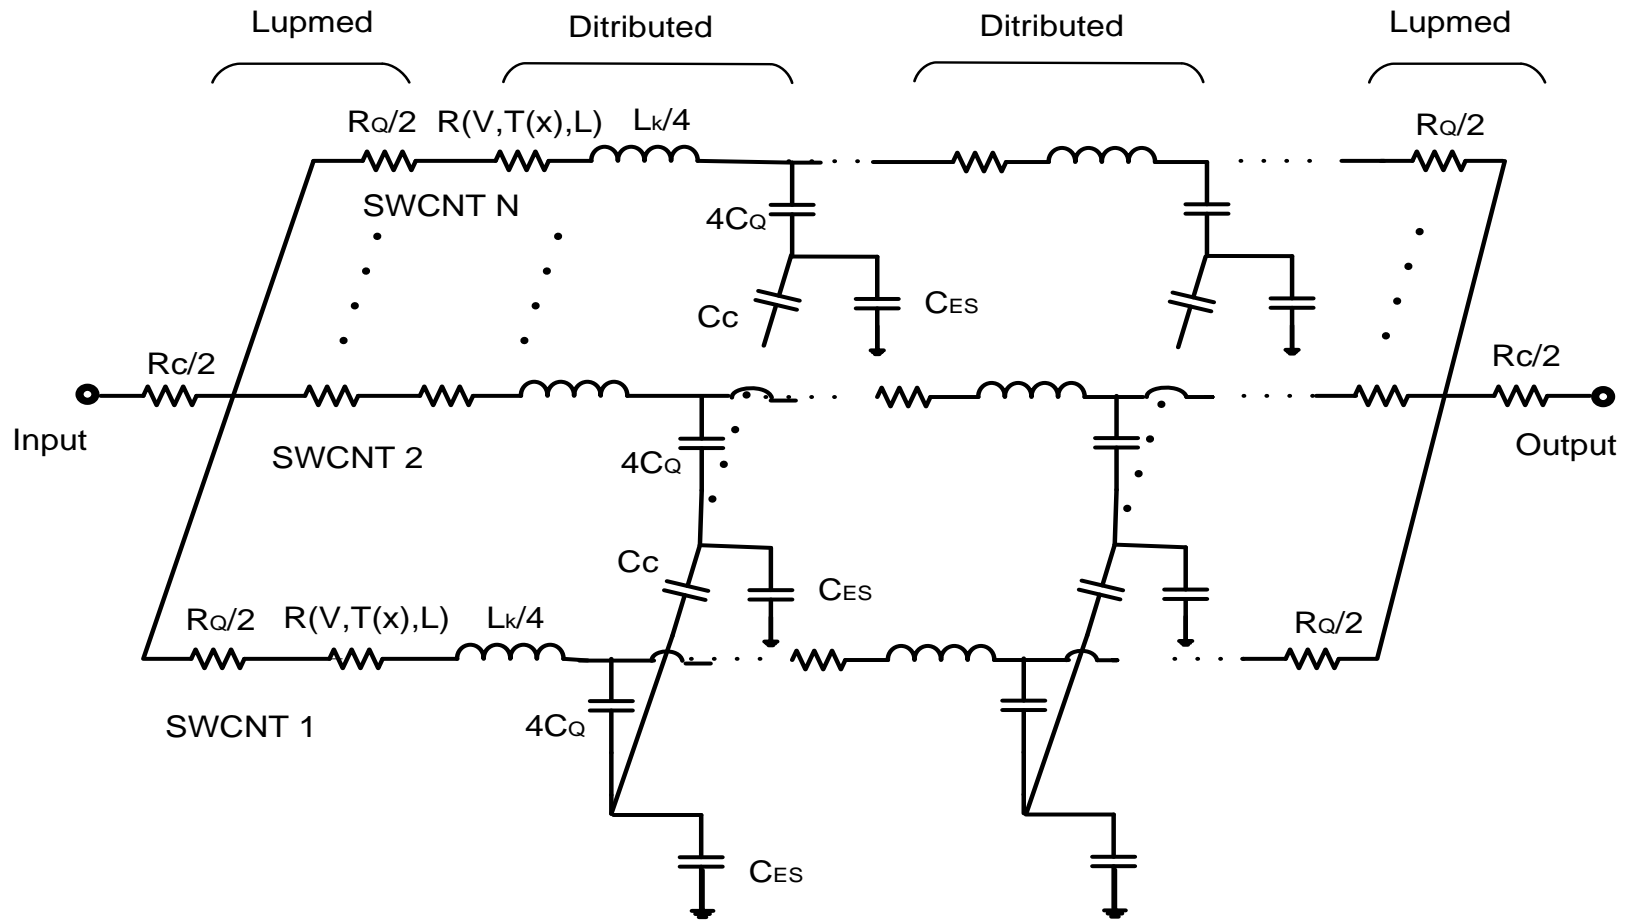 Lupmed
Ditributed
Ditributed
Lupmed
RQ/2
R(V,T(x),L)
Lk/4
RQ/2
SWCNT N
4CQ
Cc
CES
Rc/2
Rc/2
Input
SWCNT 2
4CQ
Output
Cc
CES
RQ/2
R(V,T(x),L)
Lk/4
RQ/2
SWCNT 1
4CQ
CES